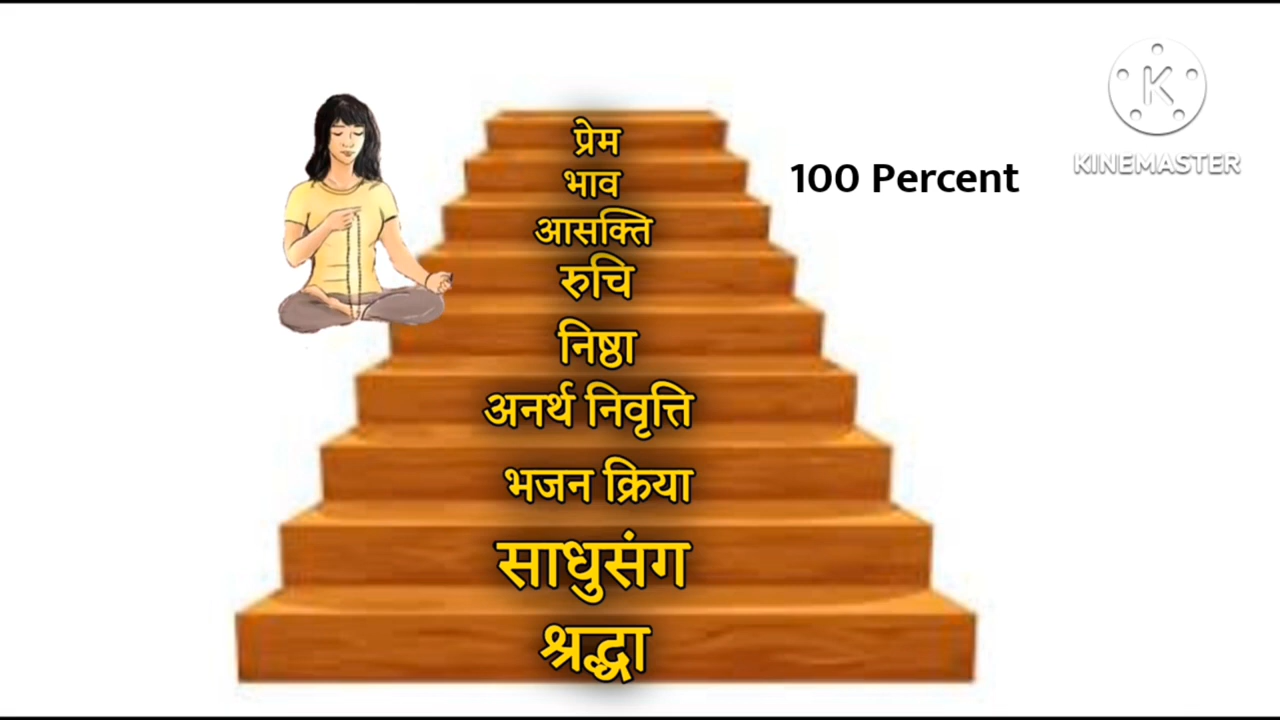 प्रेम
भाव
100 Percent
KINEMASTER
आसक्ति
रुचि
निष्ठा
अनर्थ निवृत्ति
भजन क्रिया
साधुसंग
श्रद्धा